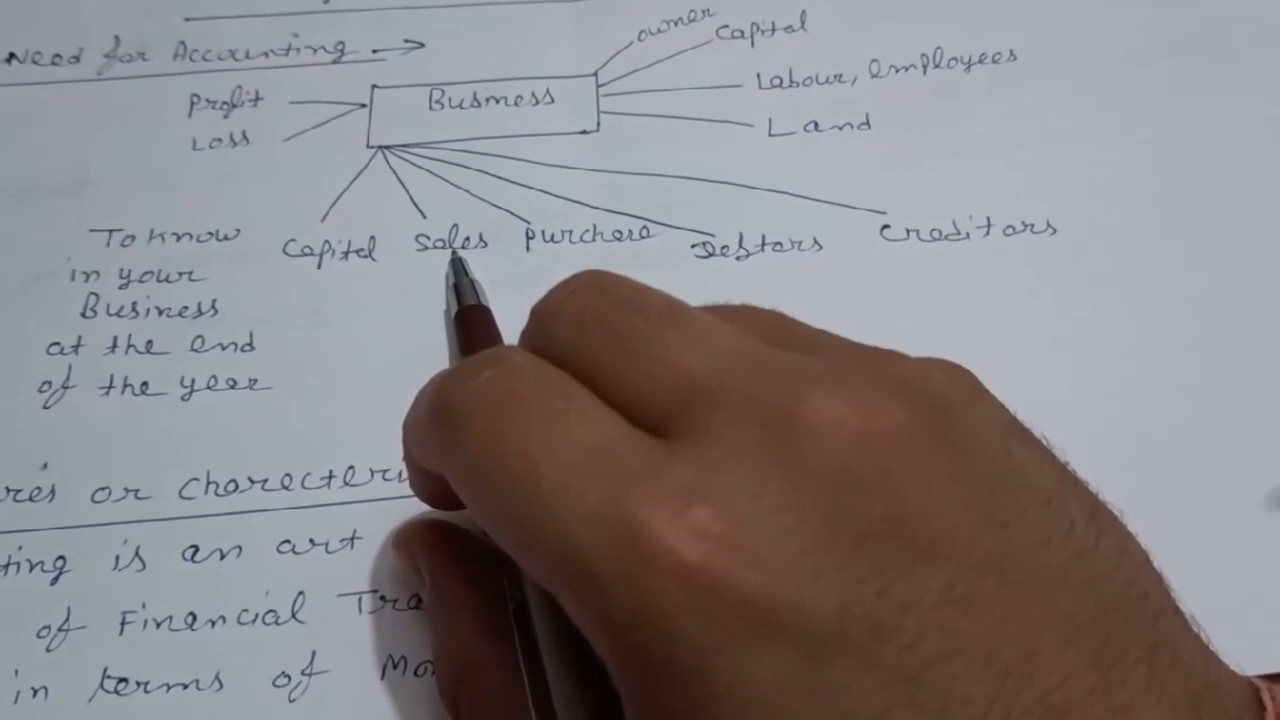 Need for Accounting →
owner
Capital
Labour, employees
Land
Business
Profit
Loss
Capital
Sales
purchase
Debtors
Creditors
To Know
in your
Business
at the end
of the year
res or charecteri
ting is an art
of Financial Tra
in terms of Mo